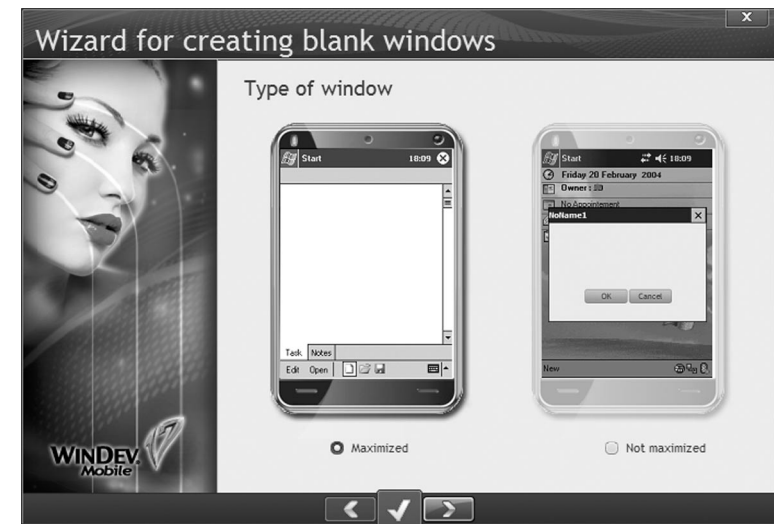 X
Wizard for creating blank windows
Type of window
Start 18:09
Task Notes
Edit Open
Start 18:09
Friday 20 February 2004
Owner :
No Appointement
NoName1
OK Cancel
New
Maximized
Not maximized
WINDEV 17
Mobile